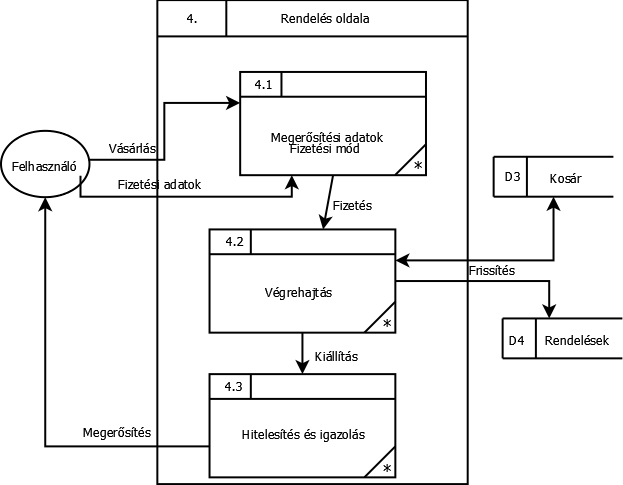 4.
Rendelés oldala
4.1
Megerősítési adatok
Fizetési mód
*
Vásárlás
Felhasználó
Fizetési adatok
D3
Kosár
Fizetés
4.2
Végrehajtás
*
Frissítés
D4
Rendelések
Kiállítás
4.3
Hitelesítés és igazolás
*
Megerősítés